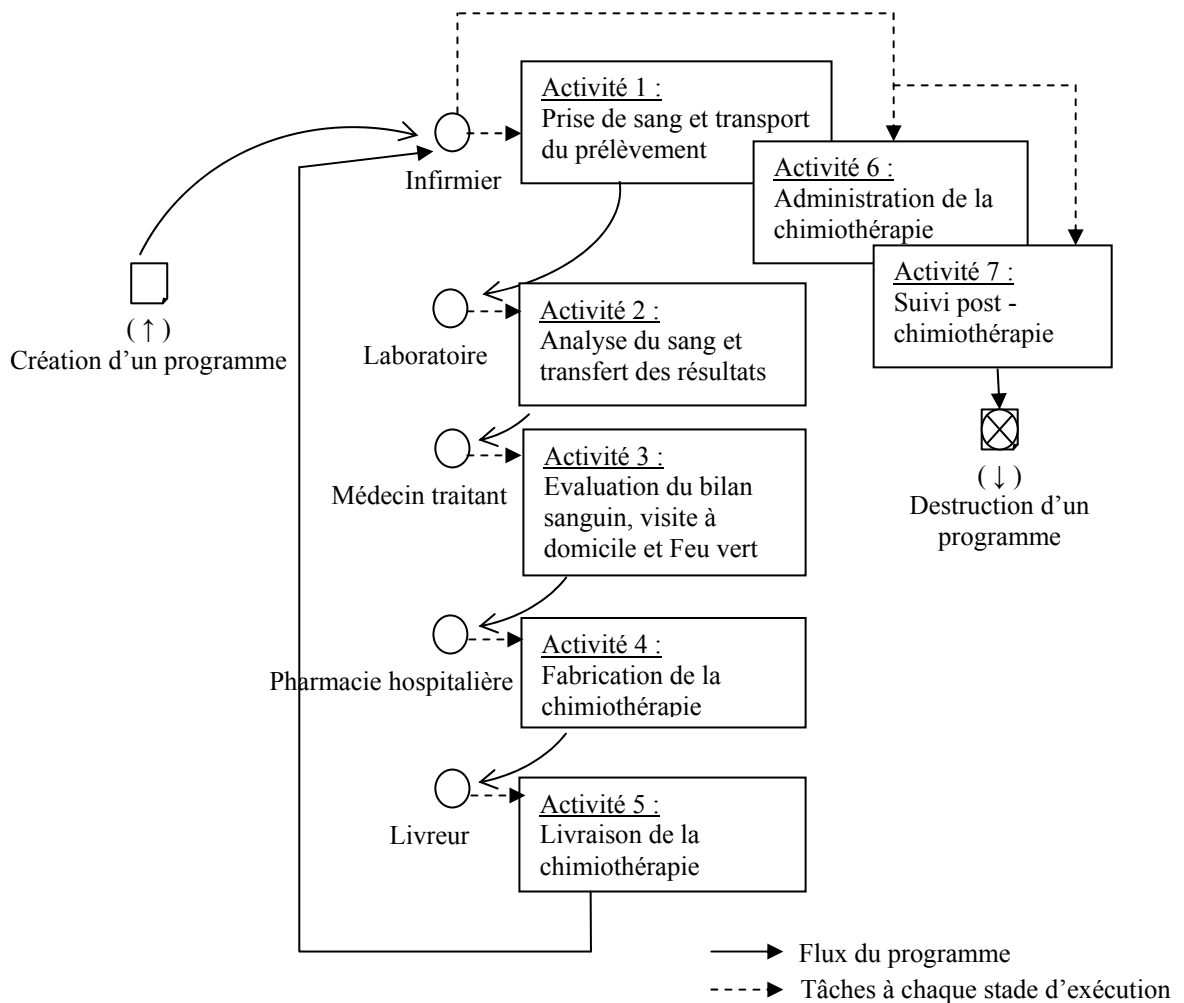 Activité 1 :
Prise de sang et transport
du prélèvement
Infirmier
Activité 6 :
Administration de la
chimiothérapie
Activité 7 :
Suivi post -
chimiothérapie
( ↑ )
Création d’un programme
Laboratoire
Activité 2 :
Analyse du sang et
transfert des résultats
Médecin traitant
Activité 3 :
Evaluation du bilan
sanguin, visite à
domicile et Feu vert
( ↓ )
Destruction d’un
programme
Pharmacie hospitalière
Activité 4 :
Fabrication de la
chimiothérapie
Livreur
Activité 5 :
Livraison de la
chimiothérapie
Flux du programme
Tâches à chaque stade d’exécution